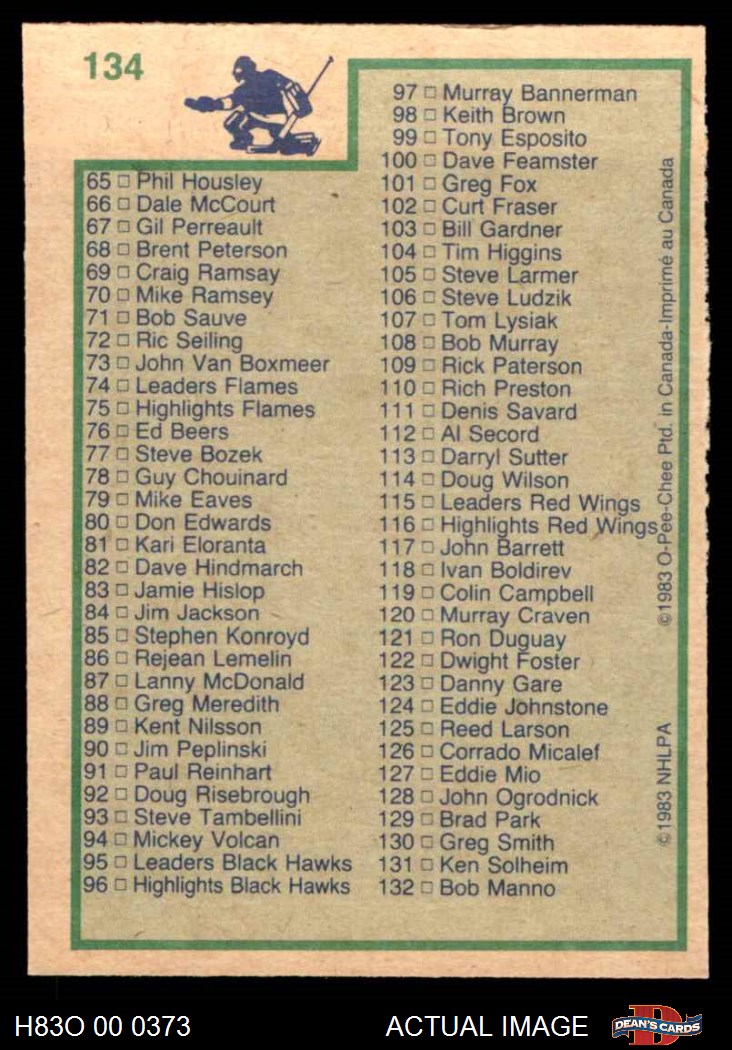 134
65 □ Phil Housley
66 □ Dale McCourt
67 □ Gil Perreault
68 □ Brent Peterson
69 □ Craig Ramsay
70 □ Mike Ramsey
71 □ Bob Sauve
72 □ Ric Seiling
73 □ John Van Boxmeer
74 □ Leaders Flames
75 □ Highlights Flames
76 □ Ed Beers
77 □ Steve Bozek
78 □ Guy Chouinard
79 □ Mike Eaves
80 □ Don Edwards
81 □ Kari Eloranta
82 □ Dave Hindmarch
83 □ Jamie Hislop
84 □ Jim Jackson
85 □ Stephen Konroyd
86 □ Rejean Lemelin
87 □ Lanny McDonald
88 □ Greg Meredith
89 □ Kent Nilsson
90 □ Jim Peplinski
91 □ Paul Reinhart
92 □ Doug Risebrough
93 □ Steve Tambellini
94 □ Mickey Volcan
95 □ Leaders Black Hawks
96 □ Highlights Black Hawks
97 □ Murray Bannerman
98 □ Keith Brown
99 □ Tony Esposito
100 □ Dave Feamster
101 □ Greg Fox
102 □ Curt Fraser
103 □ Bill Gardner
104 □ Tim Higgins
105 □ Steve Larmer
106 □ Steve Ludzik
107 □ Tom Lysiak
108 □ Bob Murray
109 □ Rick Paterson
110 □ Rich Preston
111 □ Denis Savard
112 □ Al Secord
113 □ Darryl Sutter
114 □ Doug Wilson
115 □ Leaders Red Wings
116 □ Highlights Red Wings
117 □ John Barrett
118 □ Ivan Boldirev
119 □ Colin Campbell
120 □ Murray Craven
121 □ Ron Duguay
122 □ Dwight Foster
123 □ Danny Gare
124 □ Eddie Johnstone
125 □ Reed Larson
126 □ Corrado Micalef
127 □ Eddie Mio
128 □ John Ogrodnick
129 □ Brad Park
130 □ Greg Smith
131 □ Ken Solheim
132 □ Bob Manno
©1983 NHLPA
©1983 O-Pee-Chee Ptd. in Canada-Imprimé au Canada
H83O 00 0373
ACTUAL IMAGE
D
DEAN'S CARDS